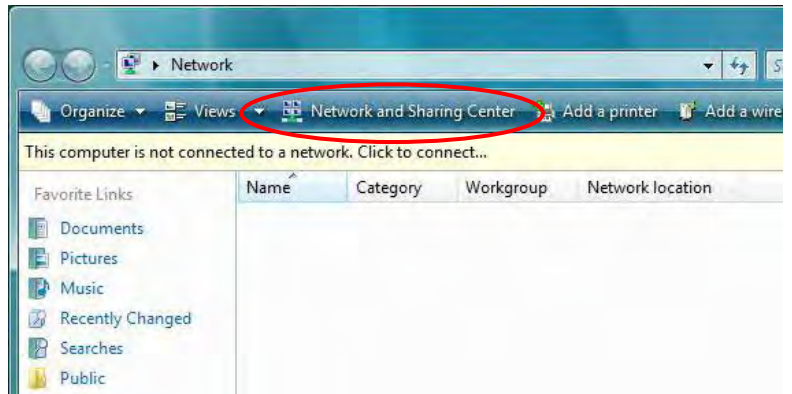 Network
Organize Views Network and Sharing Center Add a printer Add a wire
This computer is not connected to a network. Click to connect...
Favorite Links Name Category Workgroup Network location
Documents
Pictures
Music
Recently Changed
Searches
Public